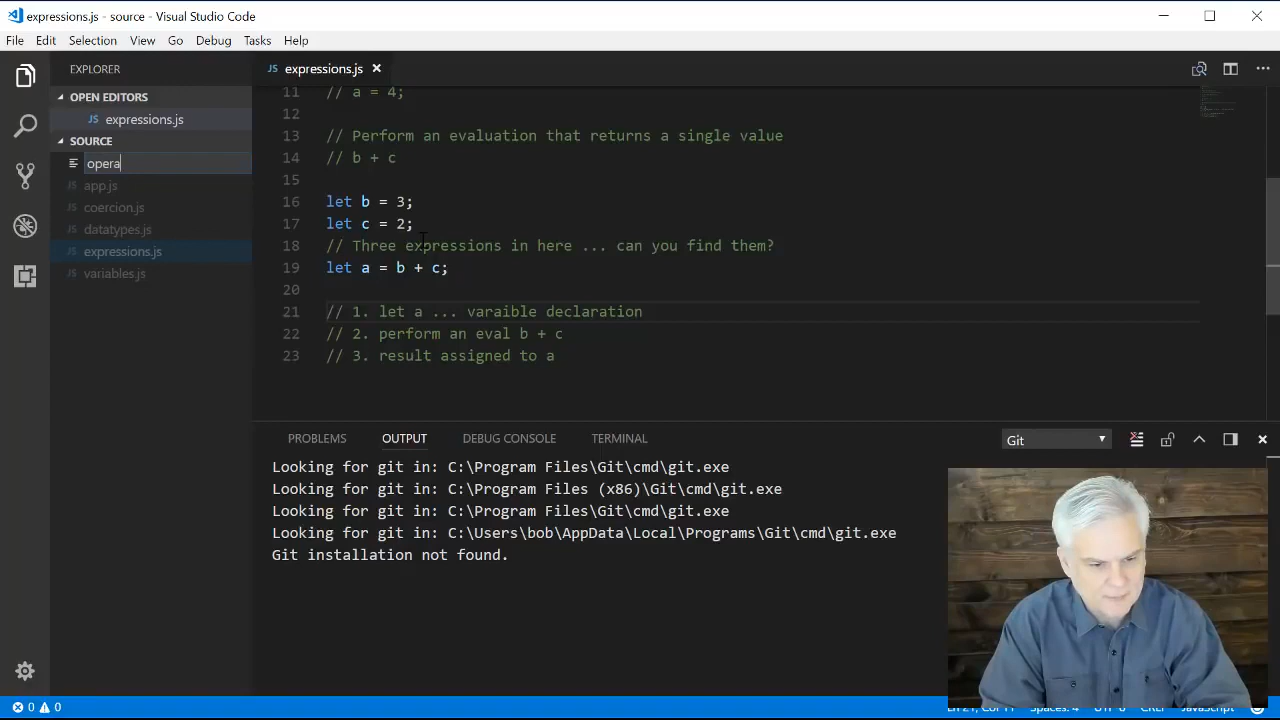 expressions.js - source - Visual Studio Code
File Edit Selection View Go Debug Tasks Help
EXPLORER
OPEN EDITORS
JS expressions.js
SOURCE
opera
JS app.js
JS coercion.js
JS datatypes.js
JS expressions.js
JS variables.js
JS expressions.js
11 // a = 4;
12
13 // Perform an evaluation that returns a single value
14 // b + c
15
16 let b = 3;
17 let c = 2;
18 // Three expressions in here ... can you find them?
19 let a = b + c;
20
21 // 1. let a ... varaible declaration
22 // 2. perform an eval b + c
23 // 3. result assigned to a
PROBLEMS OUTPUT DEBUG CONSOLE TERMINAL Git
Looking for git in: C:\Program Files\Git\cmd\git.exe
Looking for git in: C:\Program Files (x86)\Git\cmd\git.exe
Looking for git in: C:\Program Files\Git\cmd\git.exe
Looking for git in: C:\Users\bob\AppData\Local\Programs\Git\cmd\git.exe
Git installation not found.
0 0